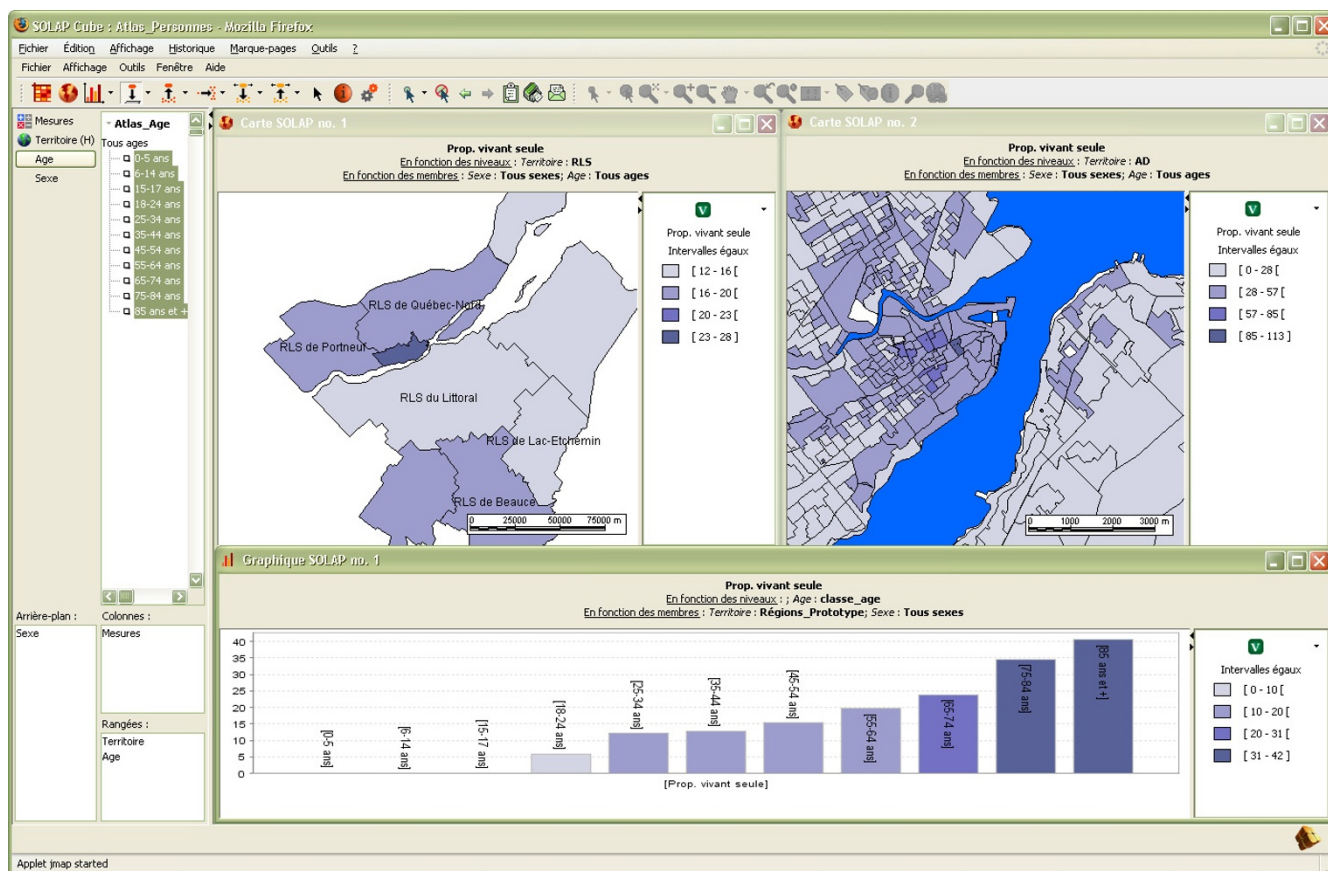 SOLAP Cube : Atlas_Personnes - Mozilla Firefox
Fichier Édition Affichage Historique Marque-pages Outils ?
Fichier Affichage Outils Fenêtre Aide
Mesures
Territoire (H)
Age
Sexe
Atlas_Age
Tous ages
0-5 ans
6-14 ans
15-17 ans
18-24 ans
25-34 ans
35-44 ans
45-54 ans
55-64 ans
65-74 ans
75-84 ans
85 ans et +
Arrière-plan :
Sexe
Colonnes :
Mesures
Rangées :
Territoire
Age
Carte SOLAP no. 1
Prop. vivant seule
En fonction des niveaux : Territoire : RLS
En fonction des membres : Sexe : Tous sexes; Age : Tous ages
RLS de Québec-Nord
RLS de Portneuf
RLS du Littoral
RLS de Lac-Etchemin
RLS de Beauce
0 25000 50000 75000 m
V
Prop. vivant seule
Intervalles égaux
[ 12 - 16 [
[ 16 - 20 [
[ 20 - 23 [
[ 23 - 28 ]
Carte SOLAP no. 2
Prop. vivant seule
En fonction des niveaux : Territoire : AD
En fonction des membres : Sexe : Tous sexes; Age : Tous ages
0 1000 2000 3000 m
V
Prop. vivant seule
Intervalles égaux
[ 0 - 28 [
[ 28 - 57 [
[ 57 - 85 [
[ 85 - 113 ]
Graphique SOLAP no. 1
Prop. vivant seule
En fonction des niveaux : ; Age : classe_age
En fonction des membres : Territoire : Régions_Prototype; Sexe : Tous sexes
40
35
30
25
20
15
10
5
0
[0-5 ans]
[6-14 ans]
[15-17 ans]
[18-24 ans]
[25-34 ans]
[35-44 ans]
[45-54 ans]
[55-64 ans]
[65-74 ans]
[75-84 ans]
[85 ans et +]
[Prop. vivant seule]
V
Intervalles égaux
[ 0 - 10 [
[ 10 - 20 [
[ 20 - 31 [
[ 31 - 42 ]
Applet jmap started